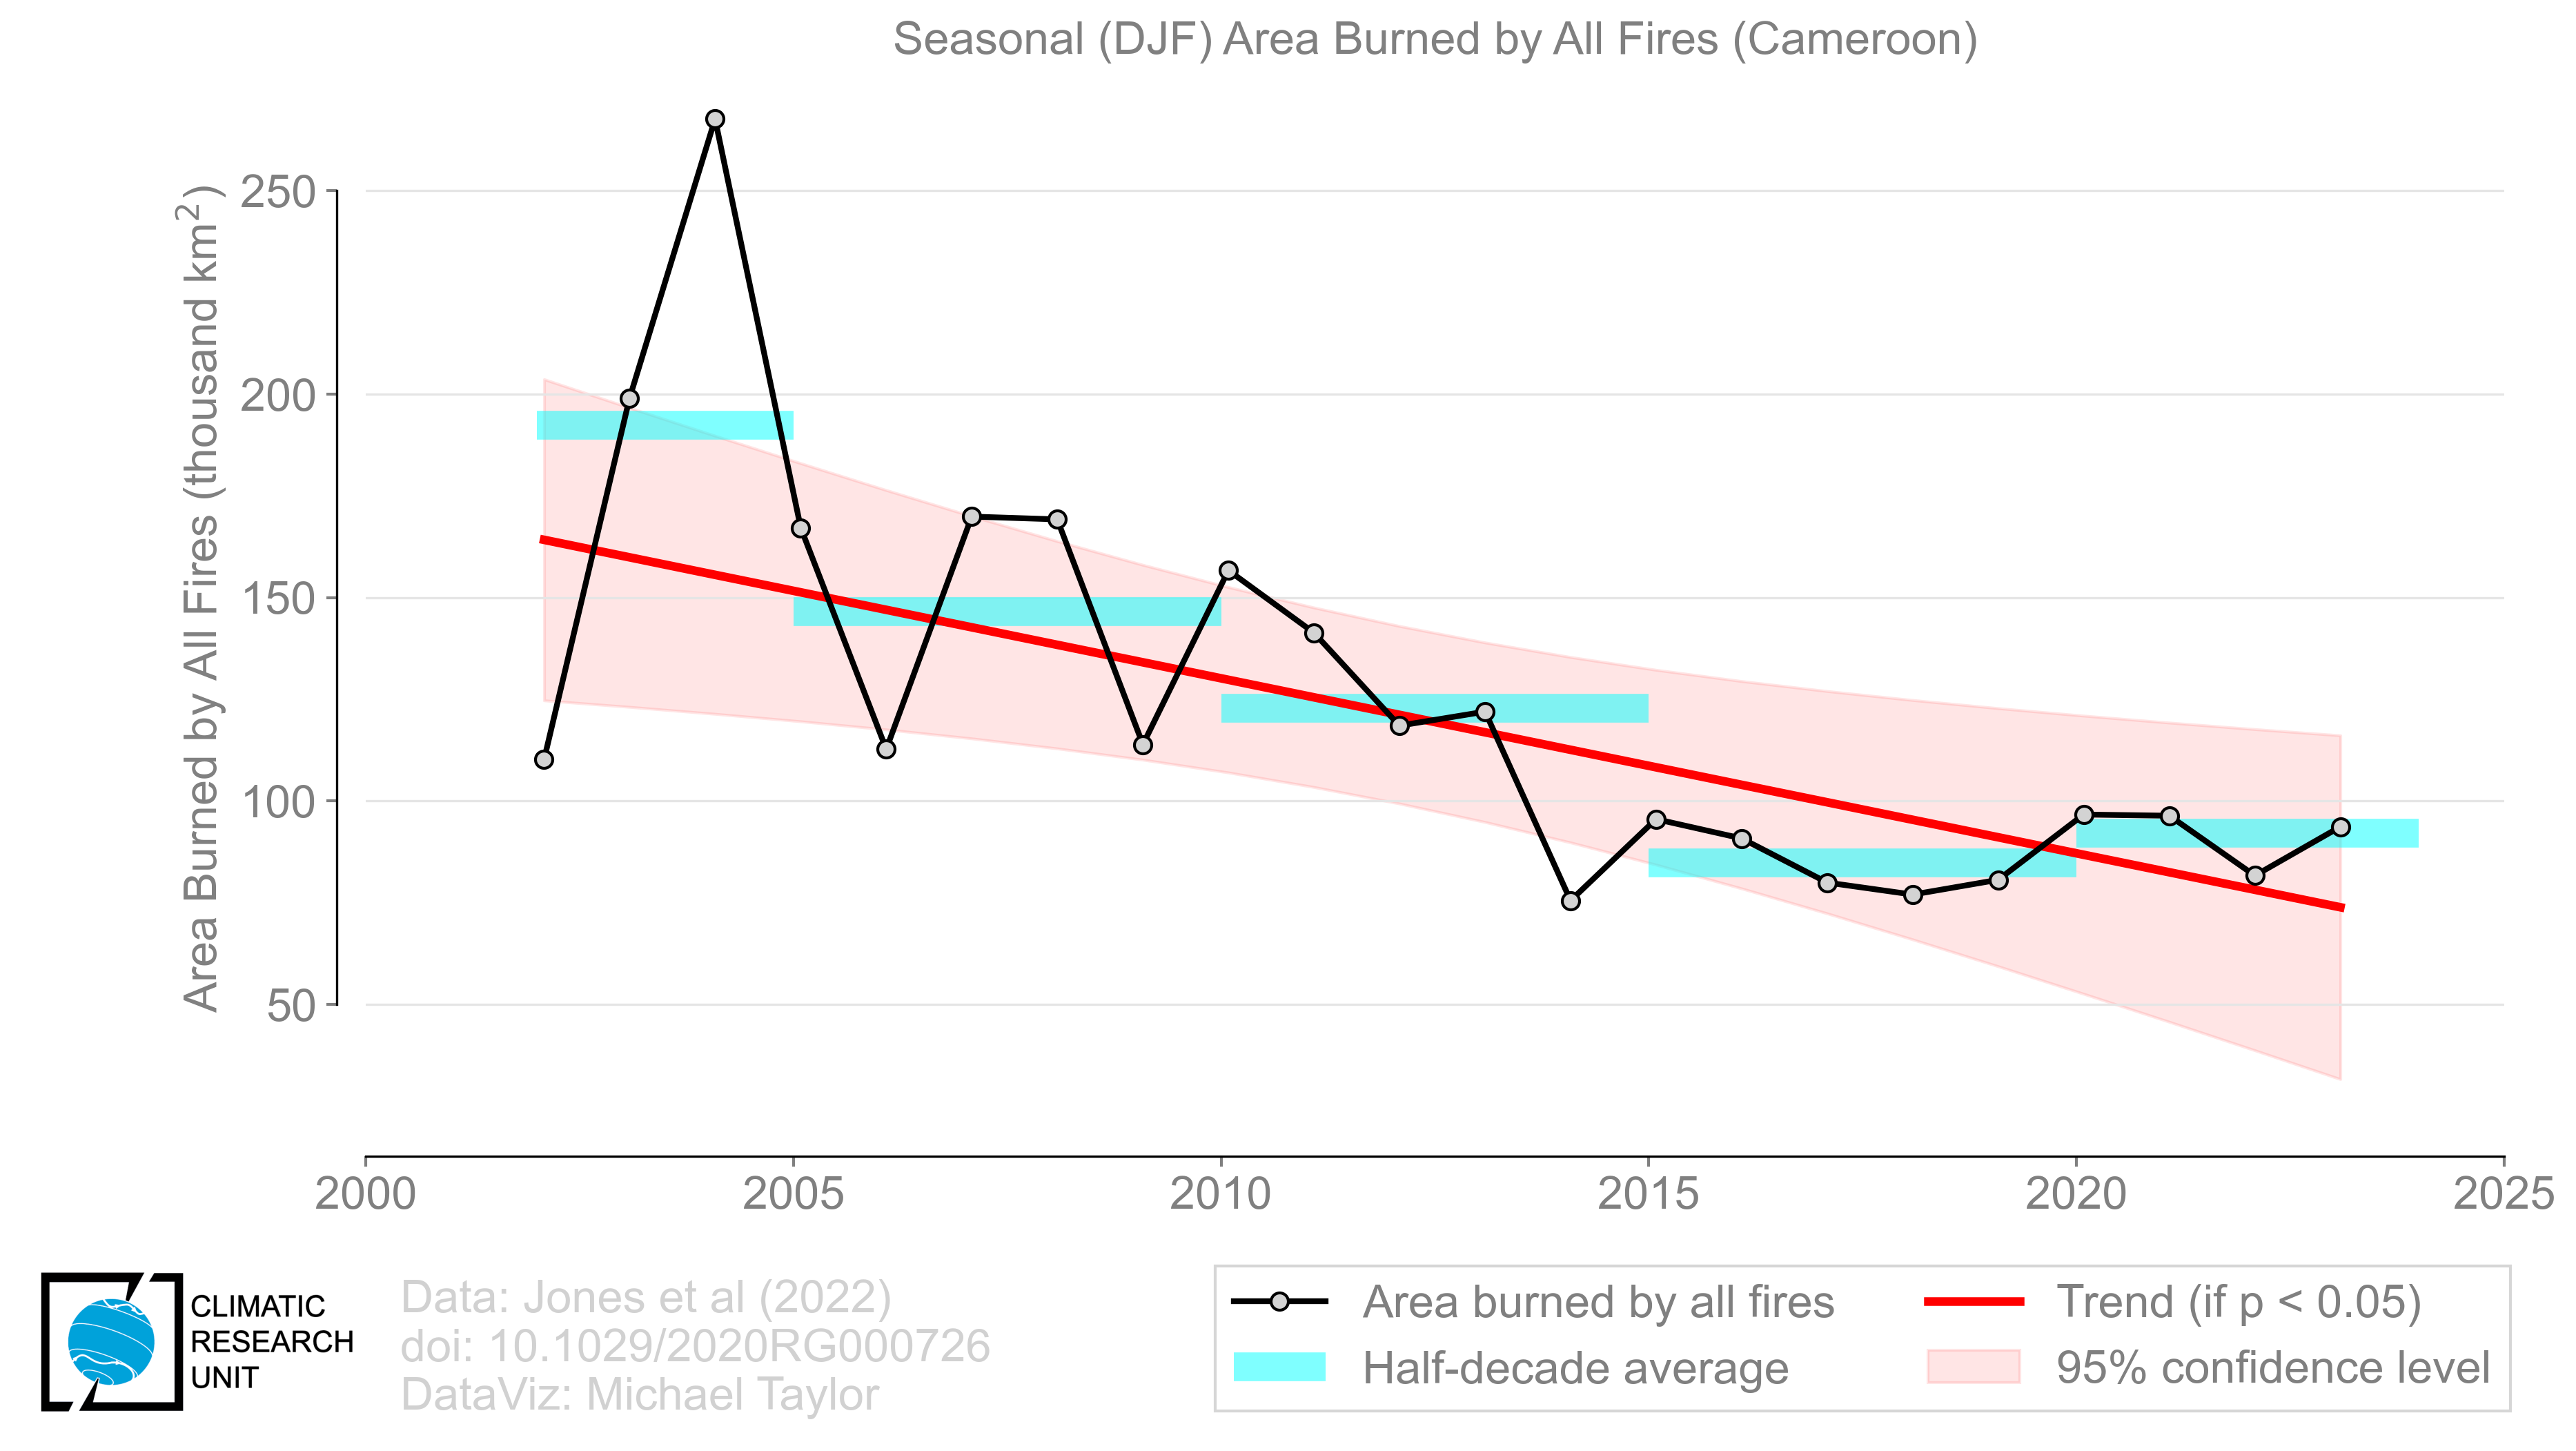 Seasonal (DJF) Area Burned by All Fires (Cameroon)
Area Burned by All Fires (thousand km²)
250
200
150
100
50
2000 2005 2010 2015 2020 2025
CLIMATIC
RESEARCH
UNIT
Data: Jones et al (2022)
doi: 10.1029/2020RG000726
DataViz: Michael Taylor
Area burned by all fires
Half-decade average
Trend (if p < 0.05)
95% confidence level